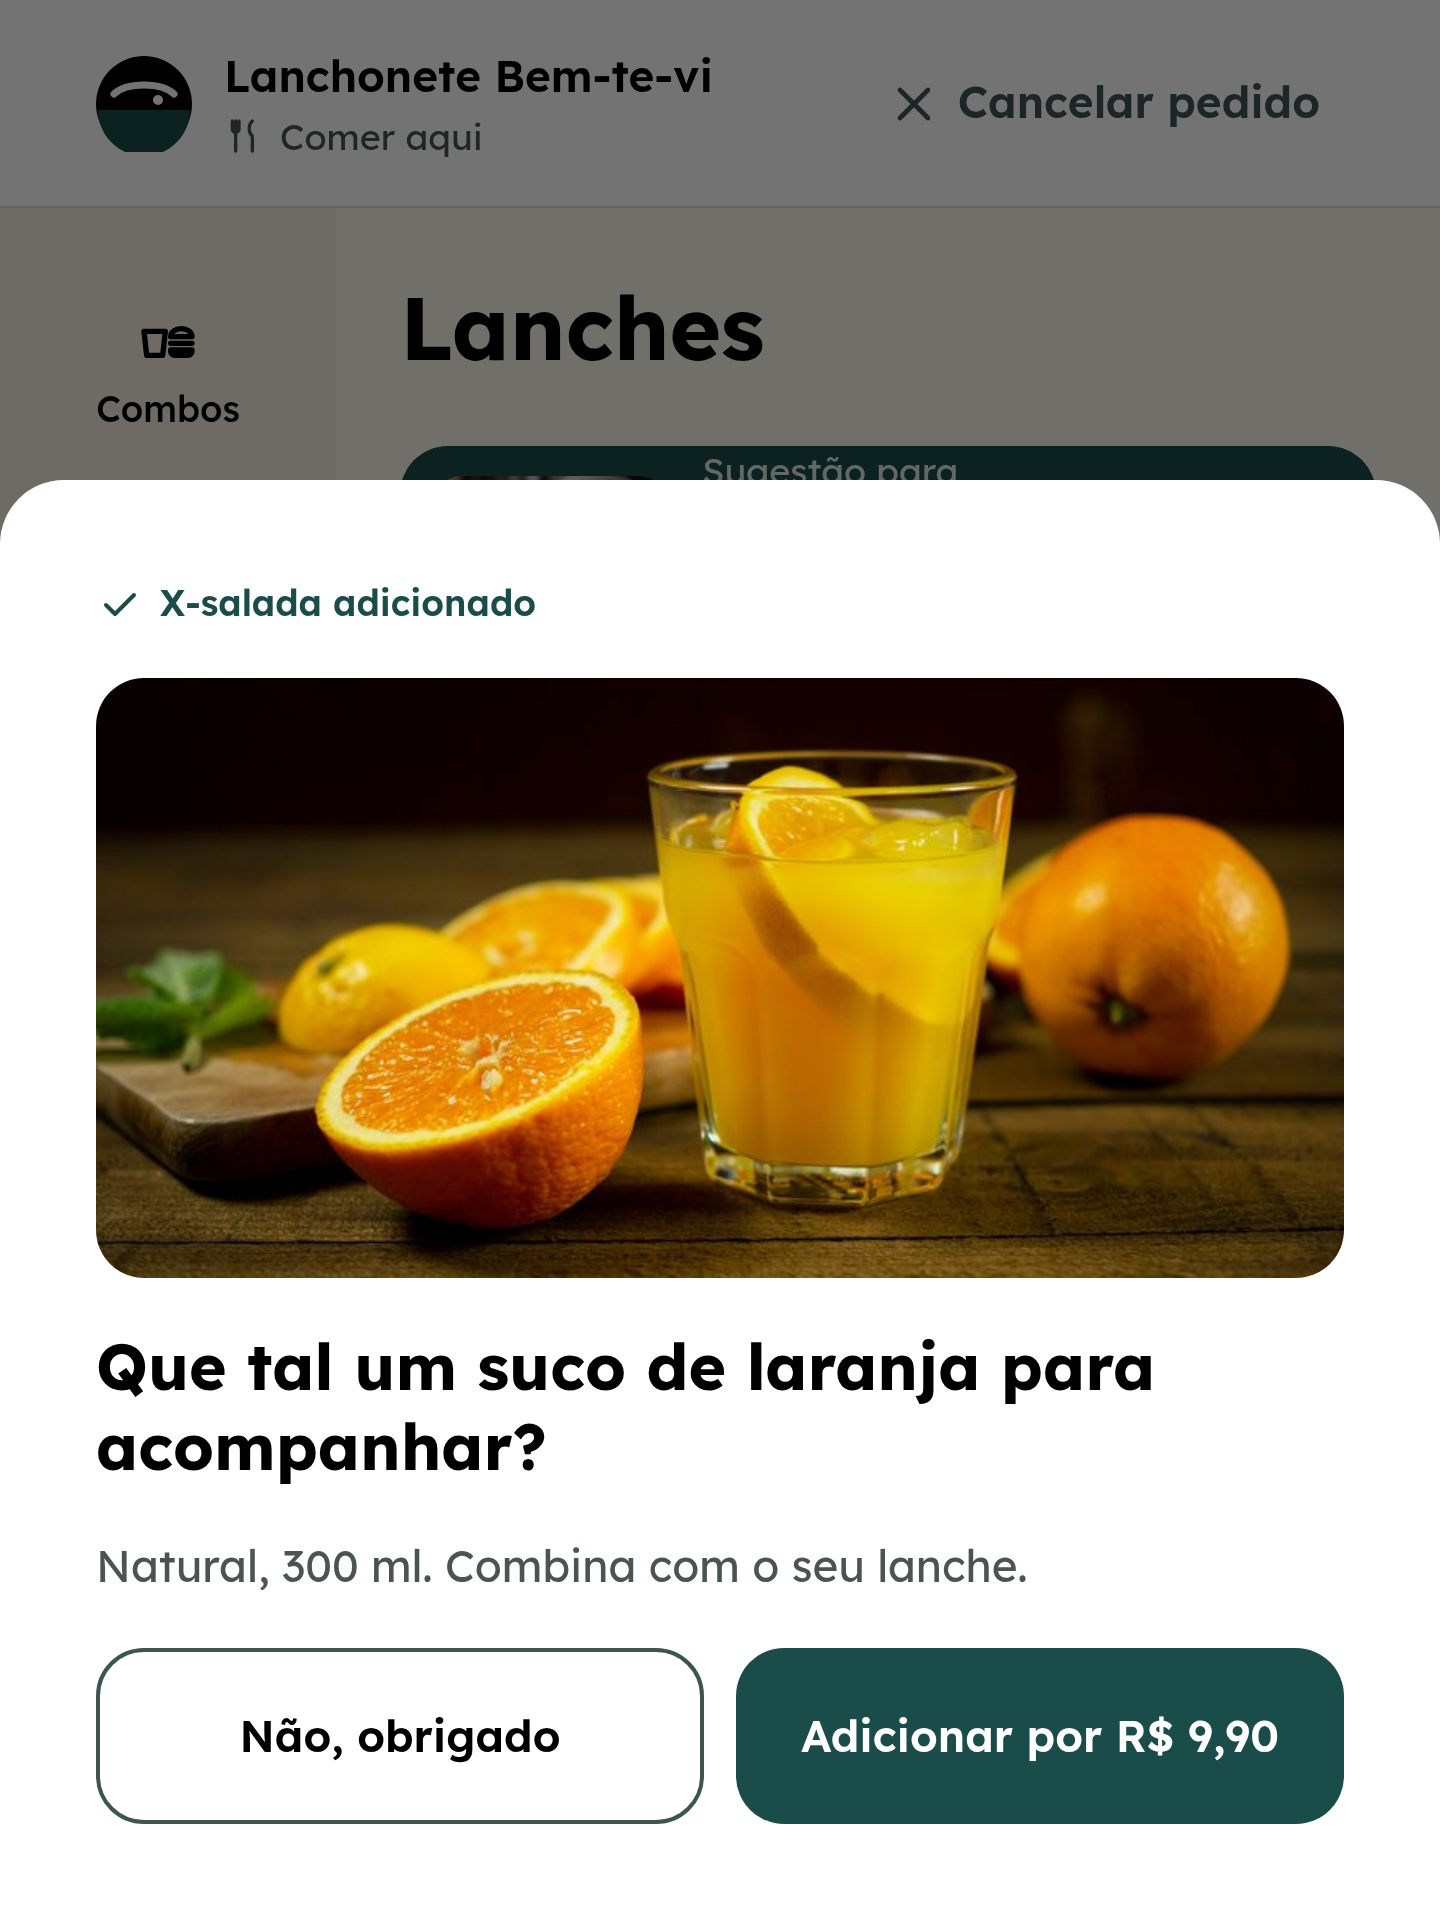 Lanchonete Bem-te-vi
Comer aqui
Cancelar pedido
Combos
Lanches
Sugestão para
X-salada adicionado
Que tal um suco de laranja para
acompanhar?
Natural, 300 ml. Combina com o seu lanche.
Não, obrigado
Adicionar por R$ 9,90